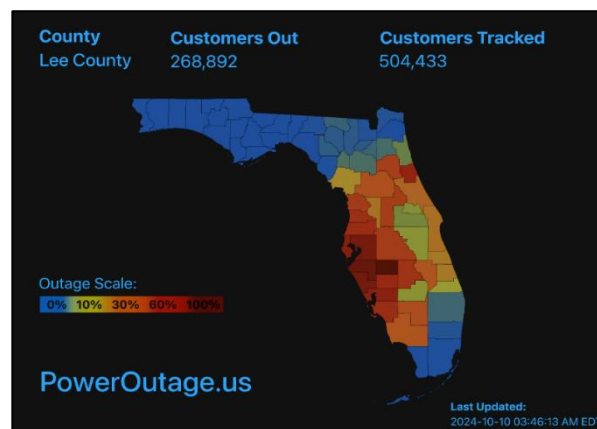 County Customers Out Customers Tracked
Lee County 268,892 504,433
Outage Scale:
0% 10% 30% 60% 100%
PowerOutage.us
Last Updated:
2024-10-10 03:46:13 AM EDT